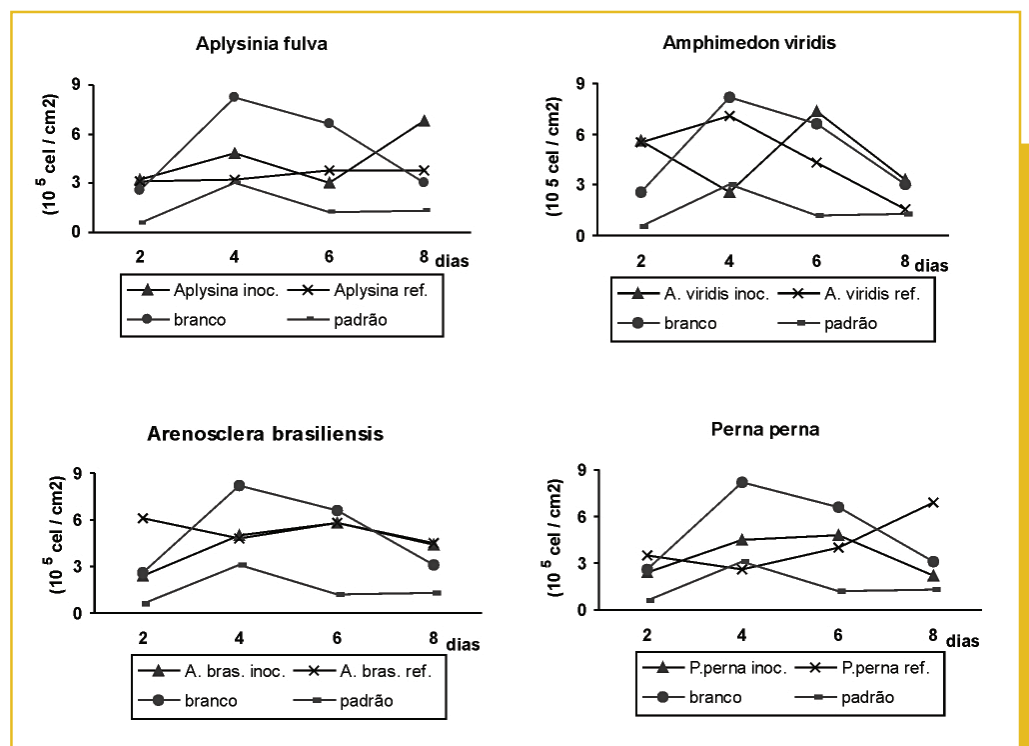 Aplysinia fulva
(10 5 cel / cm2)
9
6
3
0
2 4 6 8 dias
Aplysina inoc. Aplysina ref.
branco padrão
Amphimedon viridis
(10 5 cel / cm2)
9
6
3
0
2 4 6 8 dias
A. viridis inoc. A. viridis ref.
branco padrão
Arenosclera brasiliensis
(10 5 cel / cm2)
9
6
3
0
2 4 6 8 dias
A. bras. inoc. A. bras. ref.
branco padrão
Perna perna
(10 5 cel / cm2)
9
6
3
0
2 4 6 8 dias
P.perna inoc. P.perna ref.
branco padrão